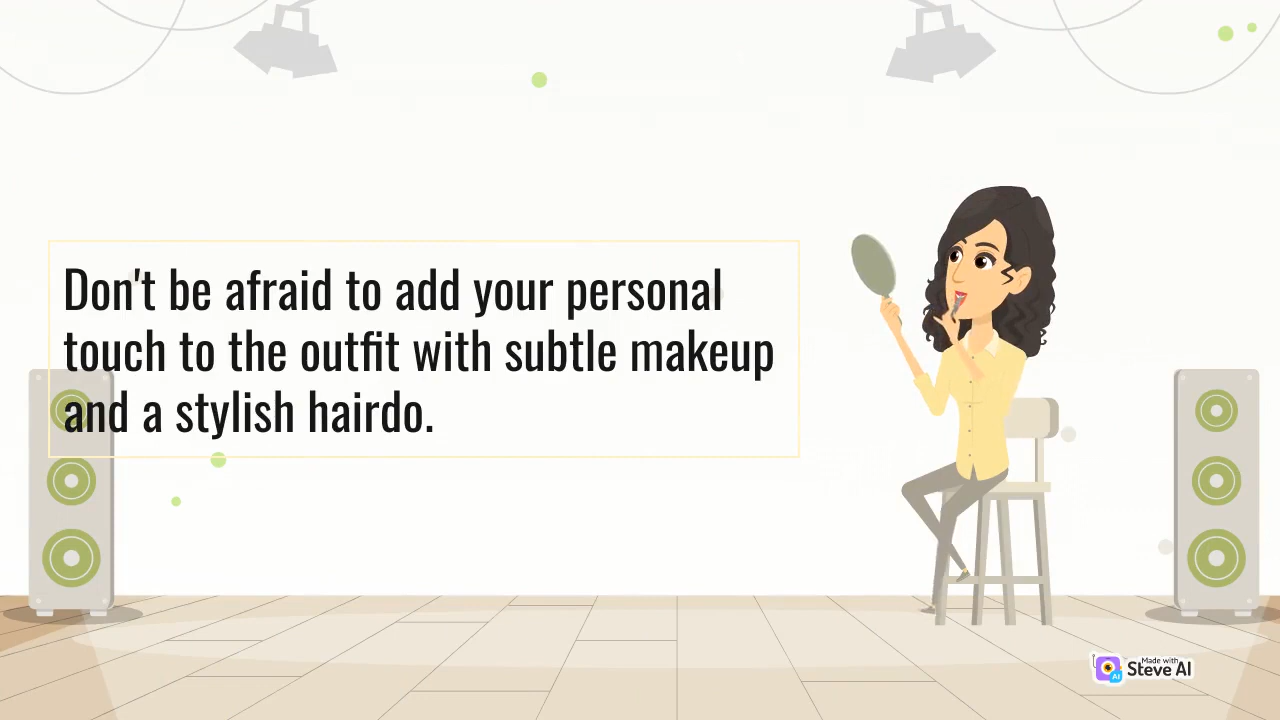 Don't be afraid to add your personal
touch to the outfit with subtle makeup
and a stylish hairdo.
Made with
Steve AI
AI